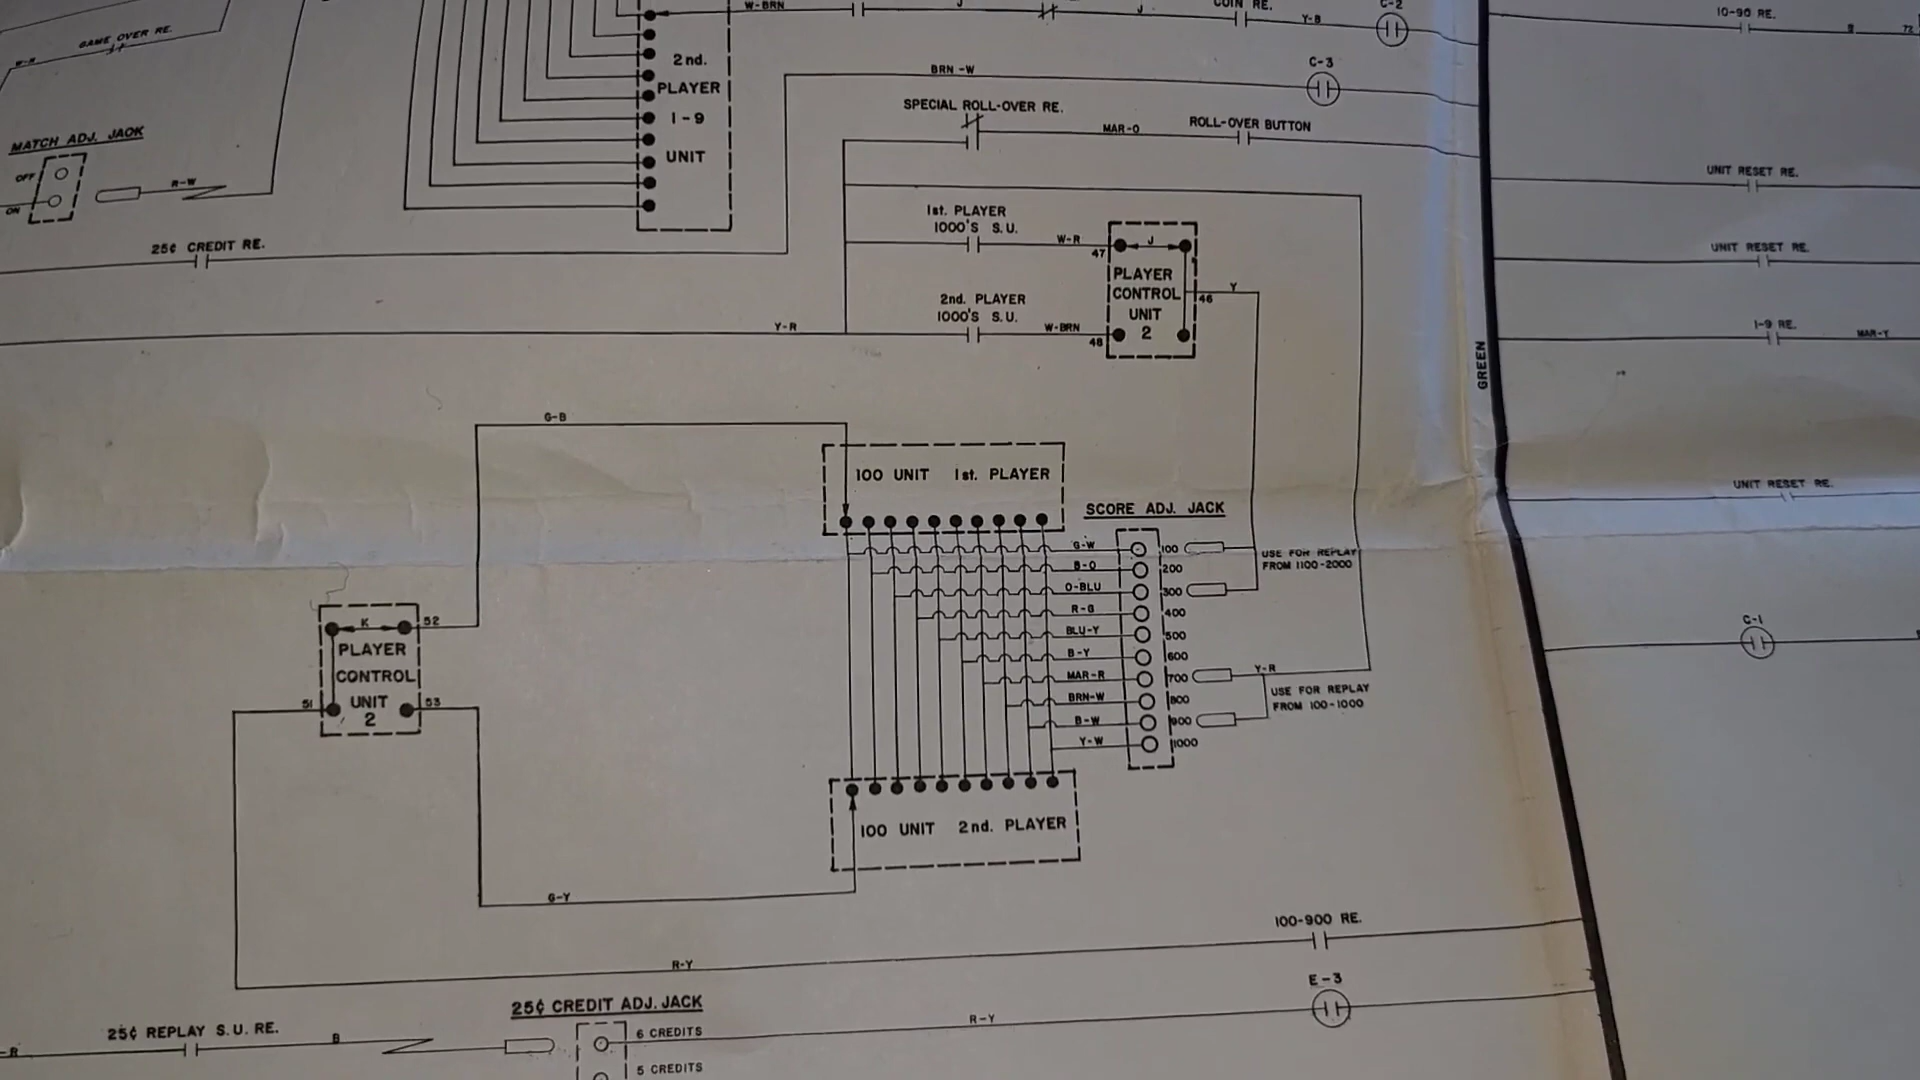 W-BRN
J
J
COIN RE.
Y-B
C-2
10-90 RE.
B
72
GAME OVER RE.
W-R
2nd.
PLAYER
1-9
UNIT
BRN-W
C-3
SPECIAL ROLL-OVER RE.
MAR-O
ROLL-OVER BUTTON
MATCH ADJ. JACK
OFF
ON
R-W
UNIT RESET RE.
1st. PLAYER
1000'S S.U.
W-R
47
J
PLAYER
CONTROL
UNIT
2
46
Y
25¢ CREDIT RE.
UNIT RESET RE.
2nd. PLAYER
1000'S S.U.
W-BRN
48
Y-R
1-9 RE.
MAR-Y
GREEN
G-B
100 UNIT 1st. PLAYER
UNIT RESET RE.
SCORE ADJ. JACK
G-W
100
B-O
200
O-BLU
300
R-G
400
BLU-Y
500
B-Y
600
MAR-R
700
BRN-W
800
B-W
900
Y-W
1000
USE FOR REPLAY
FROM 1100-2000
Y-R
USE FOR REPLAY
FROM 100-1000
C-1
K
52
PLAYER
CONTROL
UNIT
2
51
53
100 UNIT 2nd. PLAYER
G-Y
100-900 RE.
R-Y
E-3
25¢ CREDIT ADJ. JACK
25¢ REPLAY S.U. RE.
-R
B
6 CREDITS
R-Y
5 CREDITS